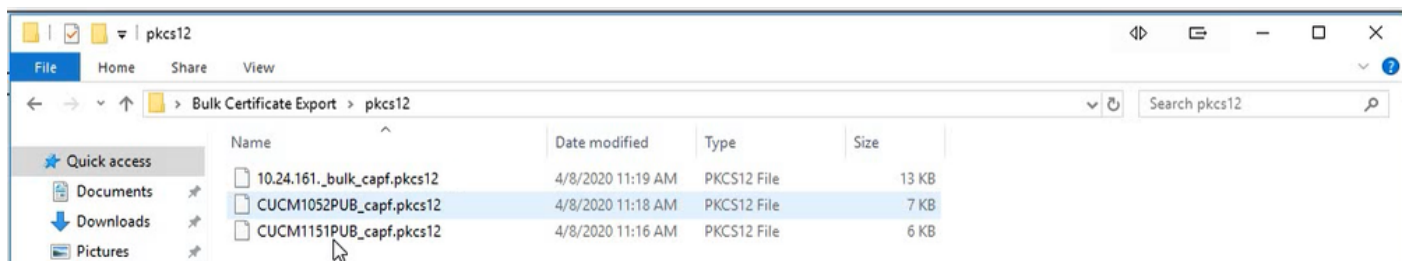 pkcs12
File Home Share View
Bulk Certificate Export > pkcs12 Search pkcs12
Name Date modified Type Size
Quick access
10.24.161._bulk_capf.pkcs12 4/8/2020 11:19 AM PKCS12 File 13 KB
Documents
CUCM1052PUB_capf.pkcs12 4/8/2020 11:18 AM PKCS12 File 7 KB
Downloads
CUCM1151PUB_capf.pkcs12 4/8/2020 11:16 AM PKCS12 File 6 KB
Pictures